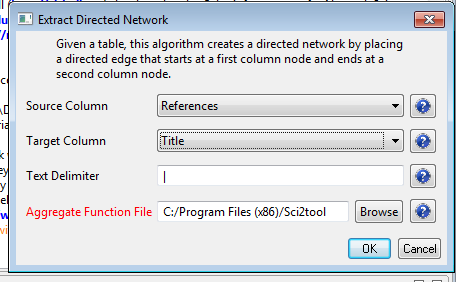 Extract Directed Network
Given a table, this algorithm creates a directed network by placing
a directed edge that starts at a first column node and ends at a
second column node.
Source Column References
Target Column Title
Text Delimiter |
Aggregate Function File C:/Program Files (x86)/Sci2tool Browse
OK Cancel